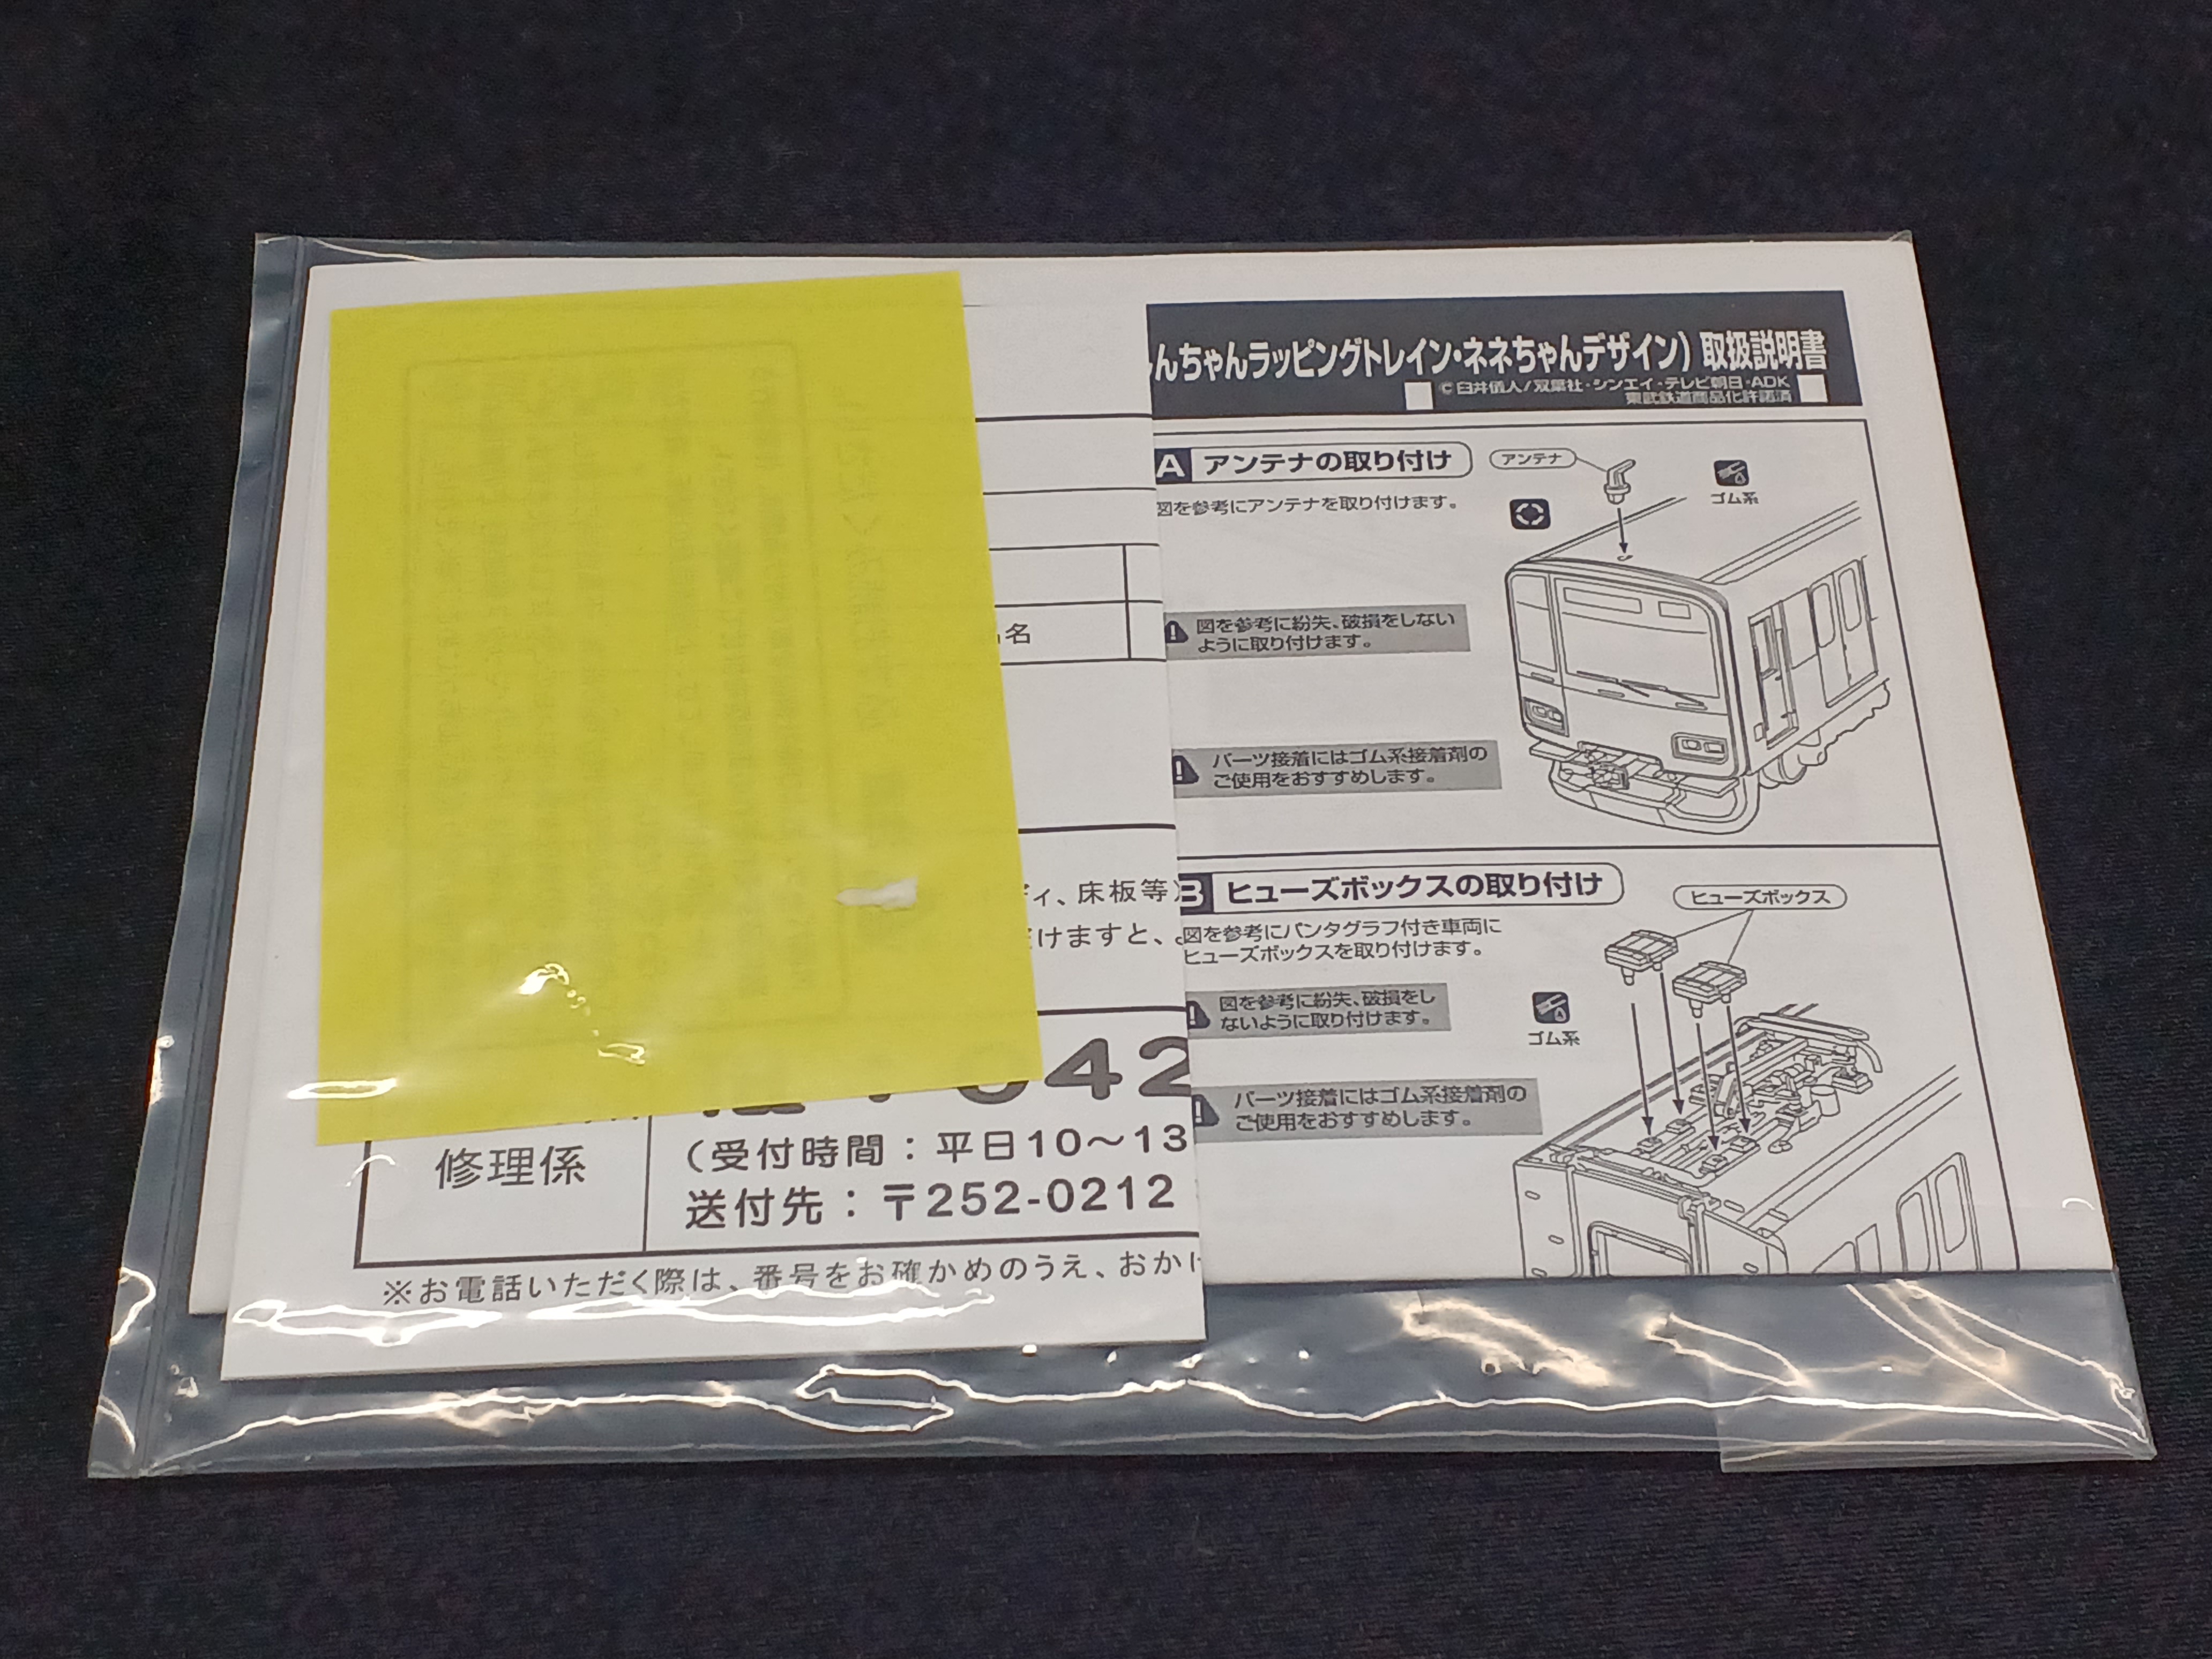 んちゃんラッピングトレイン・ネネちゃんデザイン) 取扱説明書
©臼井儀人/双葉社・シンエイ・テレビ朝日・ADK
東武鉄道商品化許諾済
A アンテナの取り付け
アンテナ
ゴム系
図を参考にアンテナを取り付けます。
図を参考に紛失、破損をしない
ように取り付けます。
パーツ接着にはゴム系接着剤の
ご使用をおすすめします。
B ヒューズボックスの取り付け
ヒューズボックス
図を参考にパンタグラフ付き車両に
ヒューズボックスを取り付けます。
図を参考に紛失、破損をし
ないように取り付けます。
ゴム系
パーツ接着にはゴム系接着剤の
ご使用をおすすめします。
名
ディ、床板等)
だけますと、
042
修理係
(受付時間:平日10〜13
送付先:〒252-0212
※お電話いただく際は、番号をお確かめのうえ、おかけ